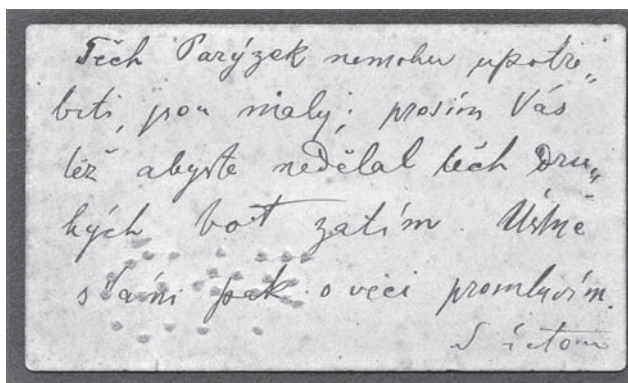 Těch Parýzek nemohu upotře„
biti, jsou malý; prosím Vás
též abyste nedělal těch Dru„
hých bot zatím. Ústně
s Vámi pak o věci promluvím.
S úctou